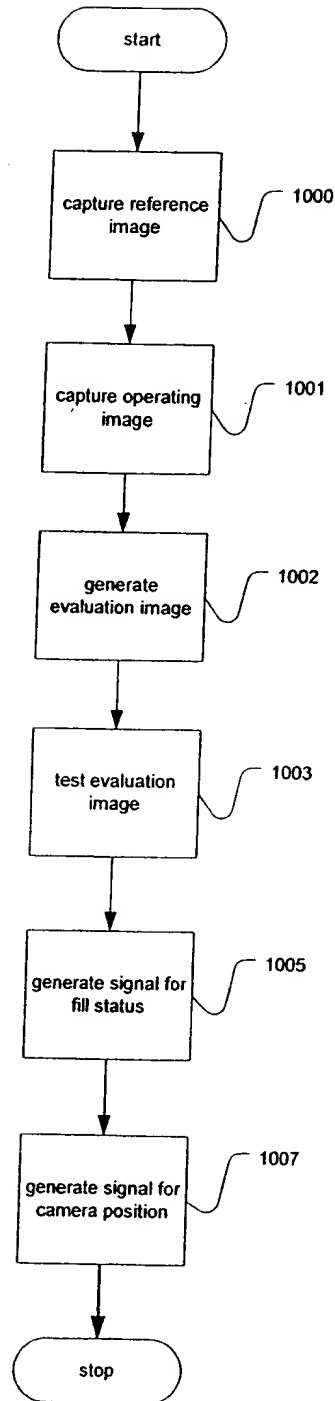 start
capture reference
image
1000
capture operating
image
1001
generate
evaluation image
1002
test evaluation
image
1003
generate signal for
fill status
1005
generate signal for
camera position
1007
stop